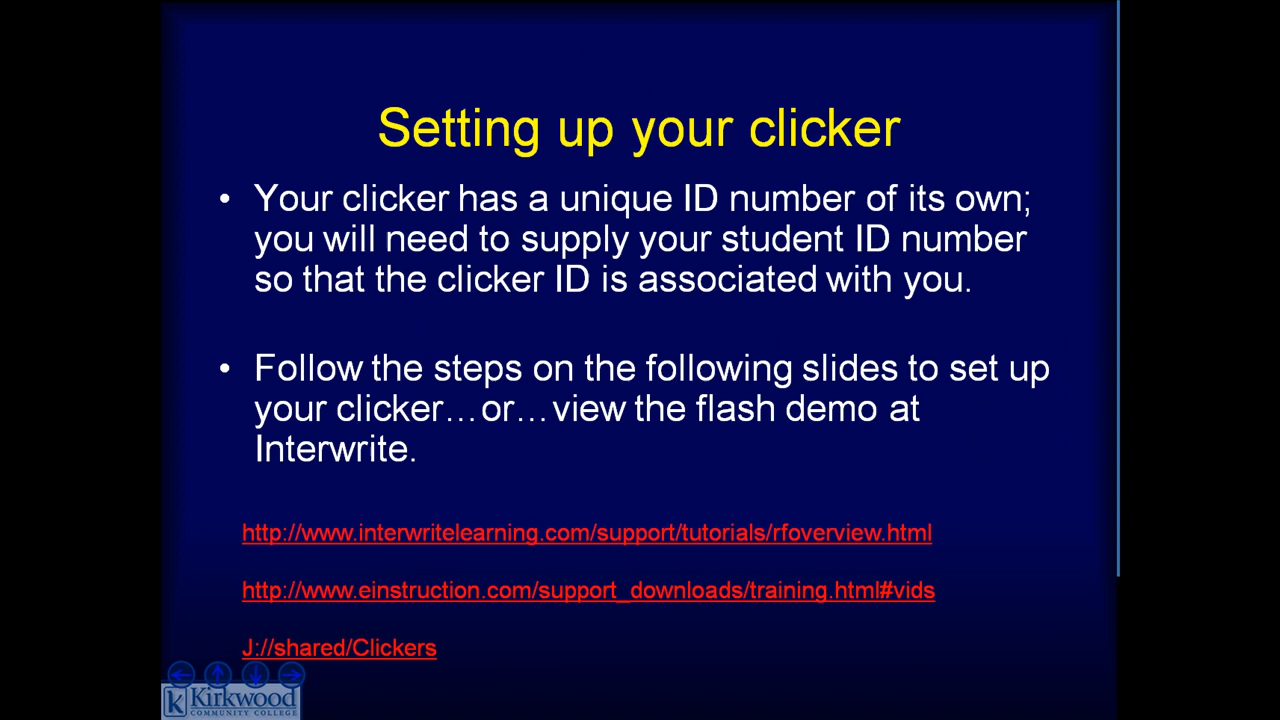 Setting up your clicker
• Your clicker has a unique ID number of its own;
you will need to supply your student ID number
so that the clicker ID is associated with you.
• Follow the steps on the following slides to set up
your clicker…or…view the flash demo at
Interwrite.
http://www.interwritelearning.com/support/tutorials/rfoverview.html
http://www.einstruction.com/support_downloads/training.html#vids
J://shared/Clickers
k Kirkwood
COMMUNITY COLLEGE